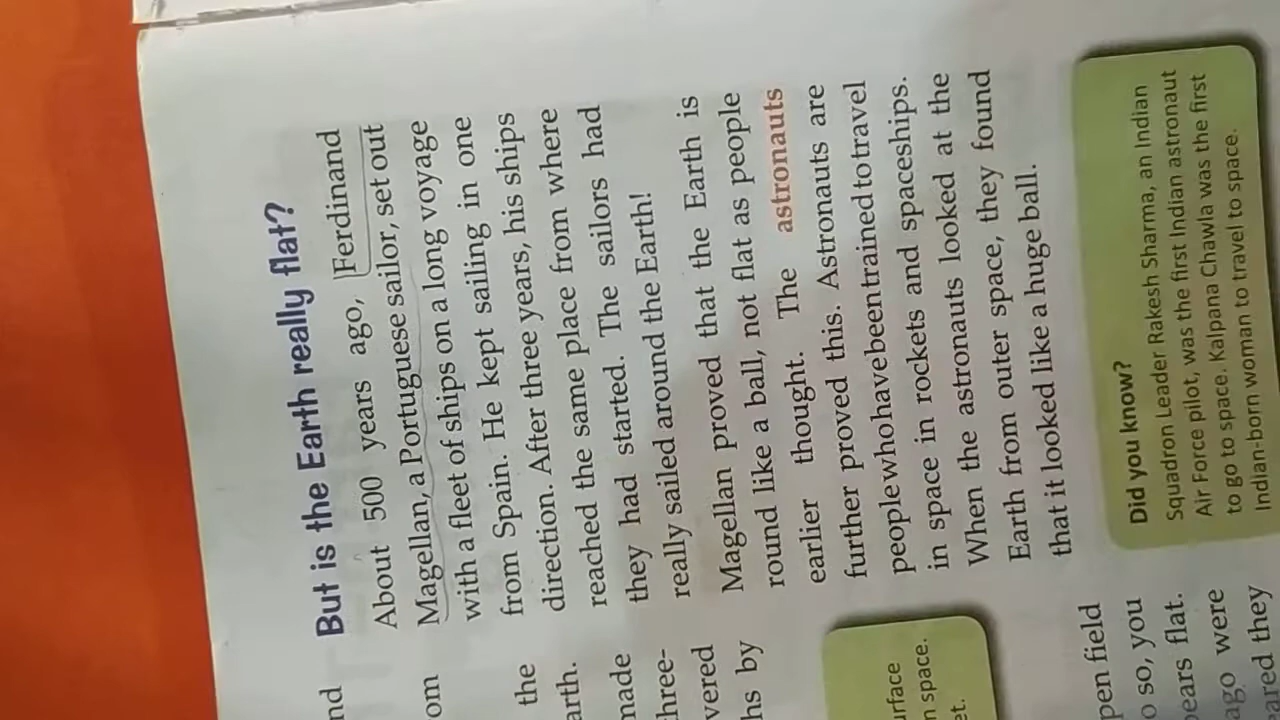 nd
om
the
arth.
made
hree-
vered
hs by
urface
n space.
et.
pen field
o so, you
ears flat.
ago were
ared they
But is the Earth really flat?
About 500 years ago, Ferdinand
Magellan, a Portuguese sailor, set out
with a fleet of ships on a long voyage
from Spain. He kept sailing in one
direction. After three years, his ships
reached the same place from where
they had started. The sailors had
really sailed around the Earth!
Magellan proved that the Earth is
round like a ball, not flat as people
earlier thought. The astronauts
further proved this. Astronauts are
people who have been trained to travel
in space in rockets and spaceships.
When the astronauts looked at the
Earth from outer space, they found
that it looked like a huge ball.
Did you know?
Squadron Leader Rakesh Sharma, an Indian
Air Force pilot, was the first Indian astronaut
to go to space. Kalpana Chawla was the first
Indian-born woman to travel to space.